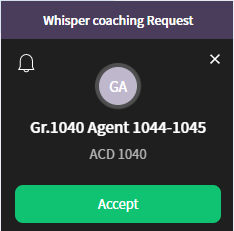 Whisper coaching Request
GA
Gr.1040 Agent 1044-1045
ACD 1040
Accept